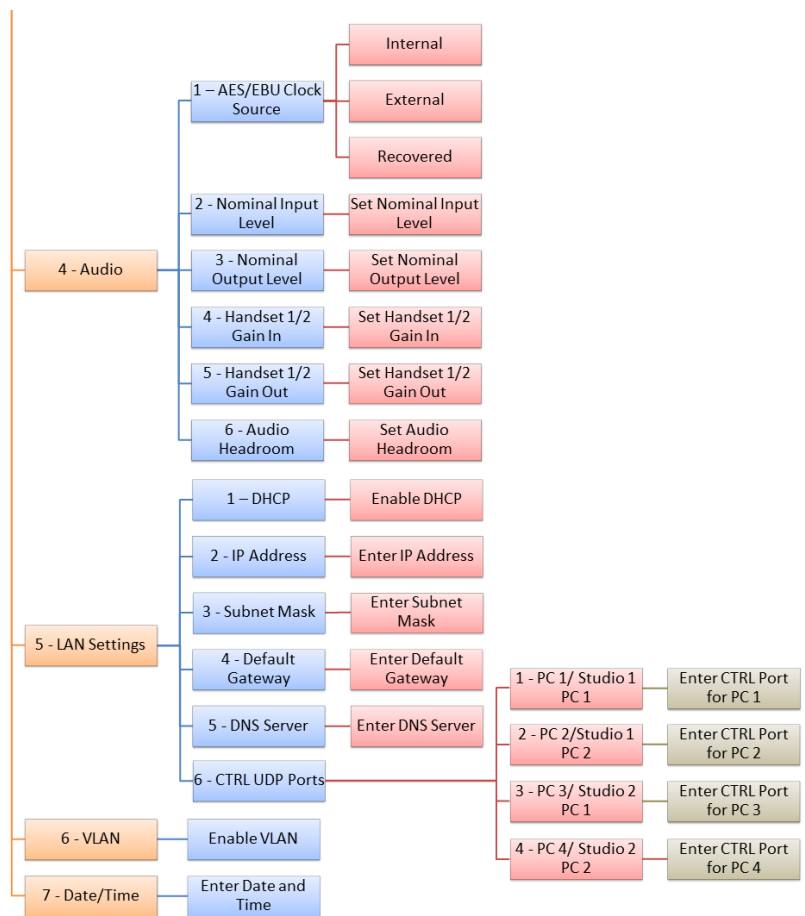 4 - Audio
1 – AES/EBU Clock
Source
Internal
External
Recovered
2 - Nominal Input
Level
Set Nominal Input
Level
3 - Nominal
Output Level
Set Nominal
Output Level
4 - Handset 1/2
Gain In
Set Handset 1/2
Gain In
5 - Handset 1/2
Gain Out
Set Handset 1/2
Gain Out
6 - Audio
Headroom
Set Audio
Headroom
5 - LAN Settings
1 – DHCP
Enable DHCP
2 - IP Address
Enter IP Address
3 - Subnet Mask
Enter Subnet
Mask
4 - Default
Gateway
Enter Default
Gateway
5 - DNS Server
Enter DNS Server
6 - CTRL UDP Ports
1 - PC 1/ Studio 1
PC 1
Enter CTRL Port
for PC 1
2 - PC 2/Studio 1
PC 2
Enter CTRL Port
for PC 2
3 - PC 3/ Studio 2
PC 1
Enter CTRL Port
for PC 3
4 - PC 4/ Studio 2
PC 2
Enter CTRL Port
for PC 4
6 - VLAN
Enable VLAN
7 - Date/Time
Enter Date and
Time